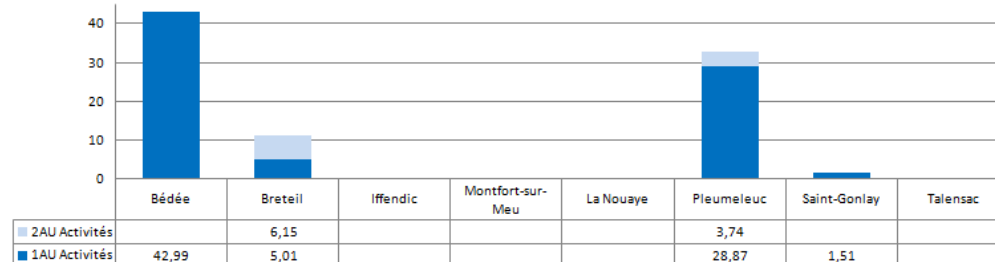 40
30
20
10
0
Bédée Breteil Iffendic Montfort-sur-Meu La Nouaye Pleumeleuc Saint-Gonlay Talensac
2AU Activités 6,15 3,74
1AU Activités 42,99 5,01 28,87 1,51